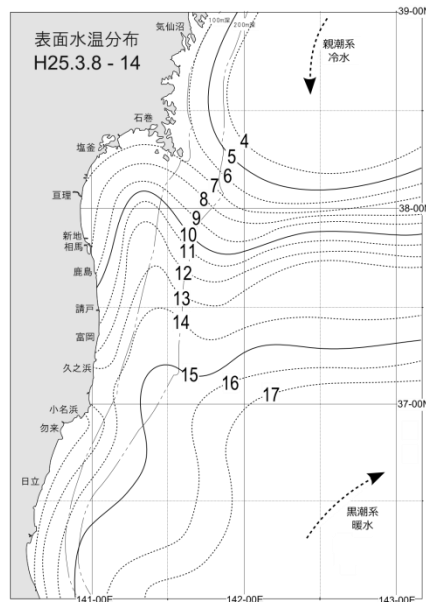 表面水温分布
H25.3.8 - 14
39-00N
気仙沼
100m深
200m深
親潮系
冷水
石巻
塩釜
亘理
4
5
6
7
8
38-00N
9
10
11
新地
相馬
鹿島
12
13
請戸
14
富岡
久之浜
15
16
17
小名浜
37-00N
勿来
日立
黒潮系
暖水
141-00E
142-00E
143-00E